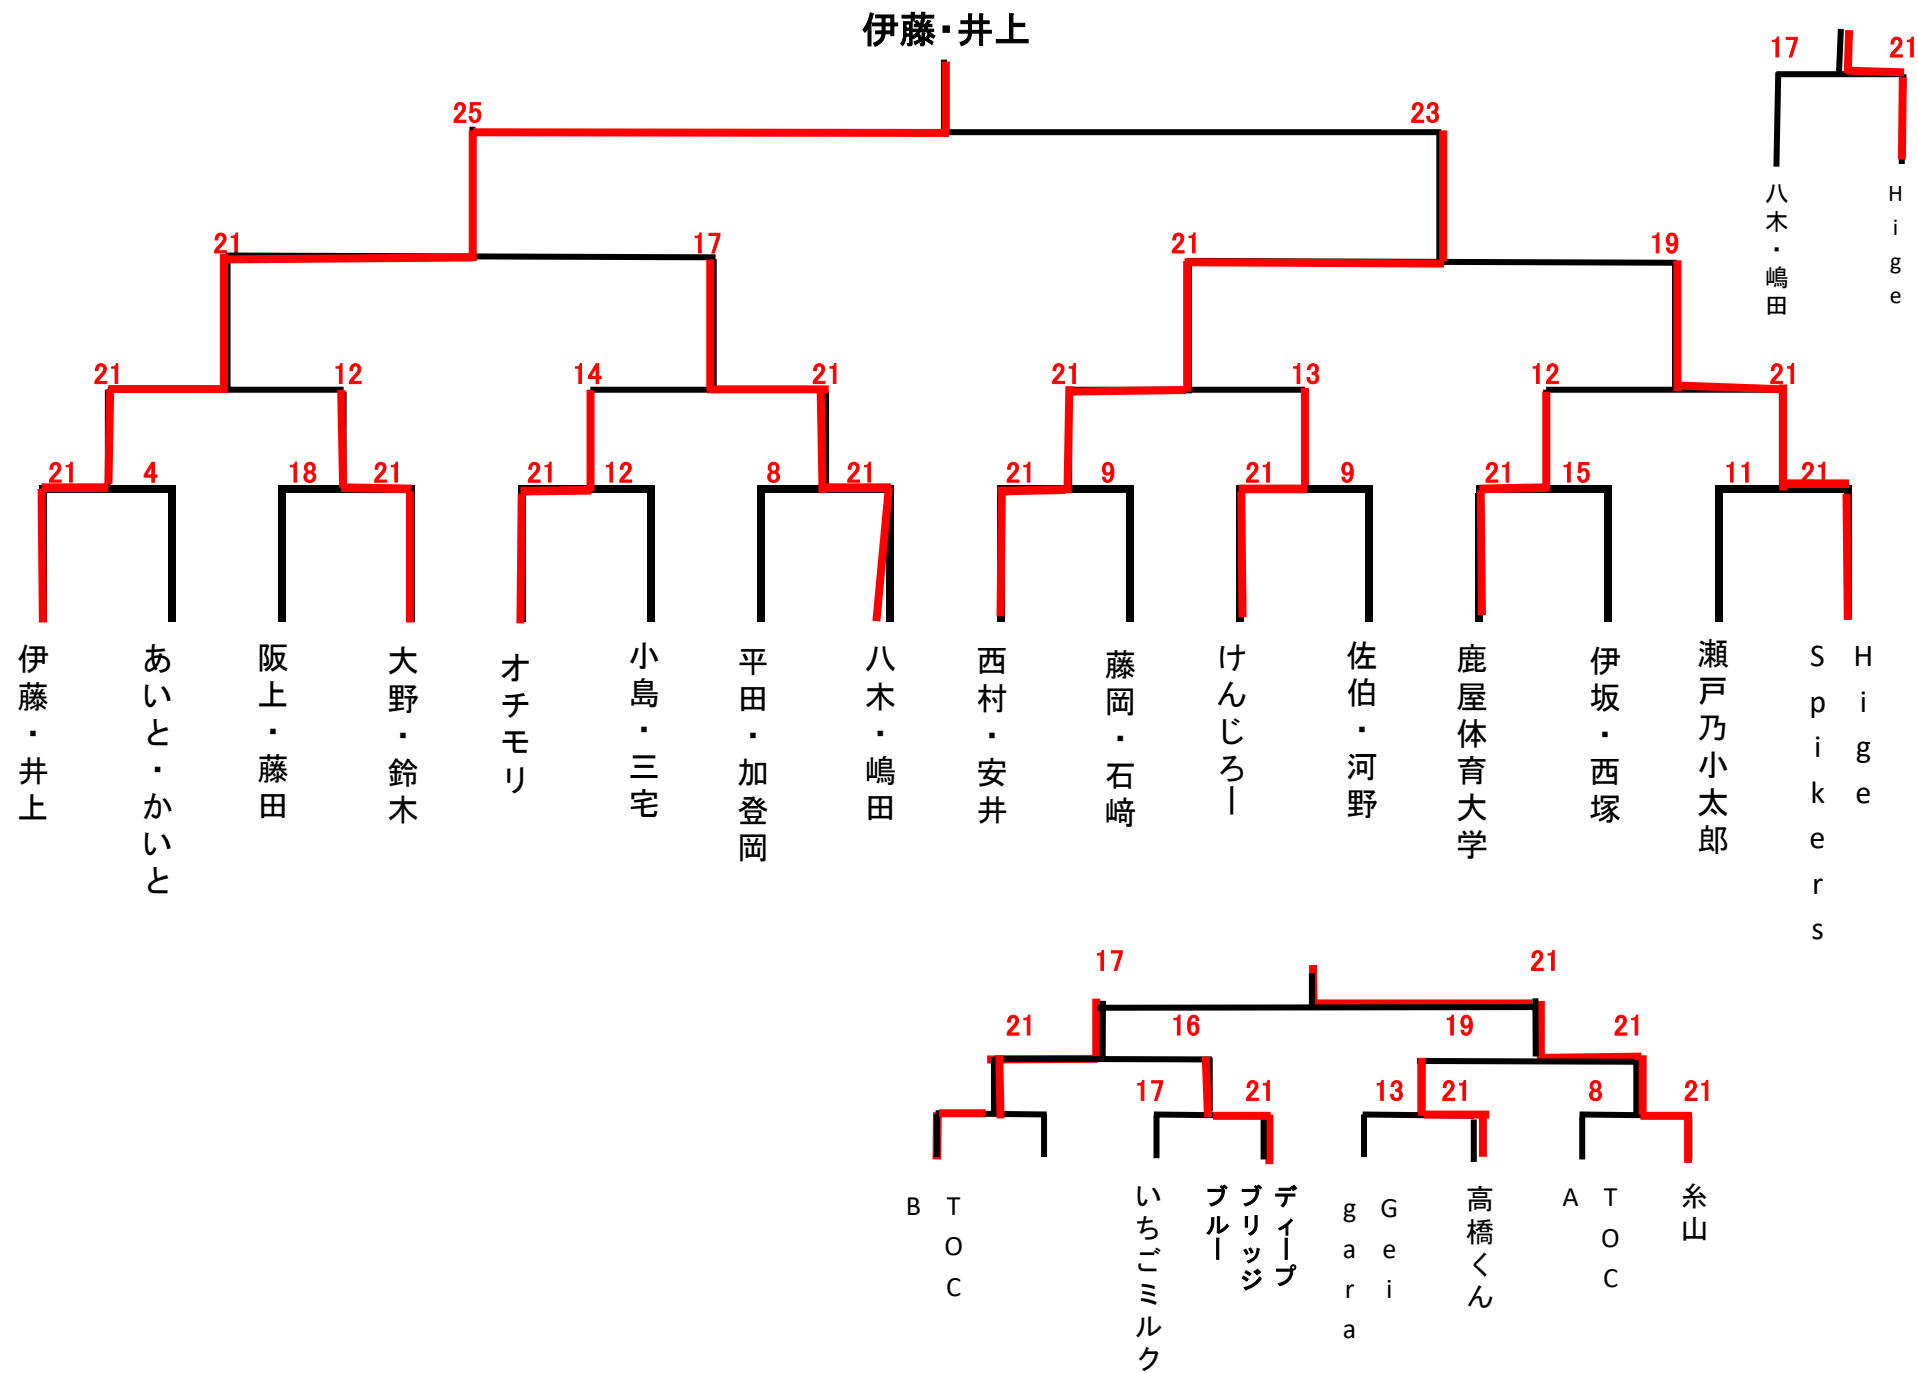 伊藤・井上
17
21
25
23
八木・嶋田
Hige
21
17
21
19
21
12
14
21
21
13
12
21
21
4
18
21
21
12
8
21
21
9
21
9
21
15
11
21
伊藤・井上
あいと・かいと
阪上・藤田
大野・鈴木
オチモリ
小島・三宅
平田・加登岡
八木・嶋田
西村・安井
藤岡・石﨑
けんじろー
佐伯・河野
鹿屋体育大学
伊坂・西塚
瀬戸乃小太郎
Hige
Spikers
17
21
21
16
19
21
17
21
13
21
8
21
TOC
B
いちごミルク
ディープ
ブリッジ
ブルー
Gei
gara
高橋くん
TOC
A
糸山